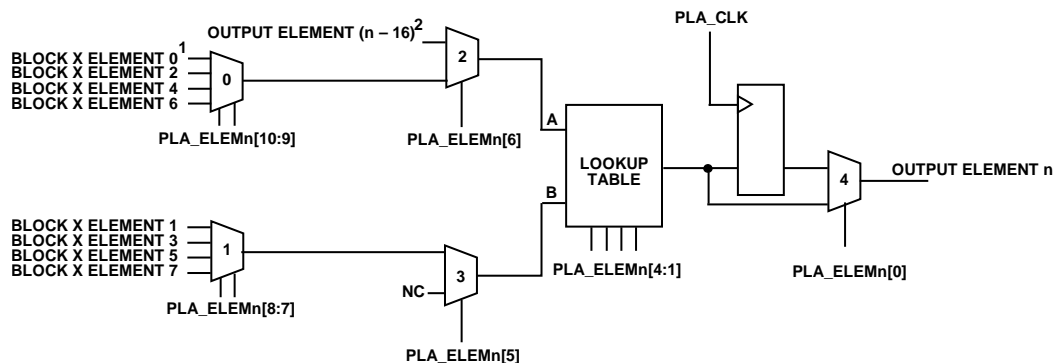 PLA_CLK
OUTPUT ELEMENT (n – 16)2
BLOCK X ELEMENT 01
BLOCK X ELEMENT 2
BLOCK X ELEMENT 4
BLOCK X ELEMENT 6
0
2
PLA_ELEMn[10:9]
PLA_ELEMn[6]
A
LOOKUP
TABLE
4
OUTPUT ELEMENT n
B
BLOCK X ELEMENT 1
BLOCK X ELEMENT 3
BLOCK X ELEMENT 5
BLOCK X ELEMENT 7
1
3
NC
PLA_ELEMn[4:1]
PLA_ELEMn[0]
PLA_ELEMn[8:7]
PLA_ELEMn[5]